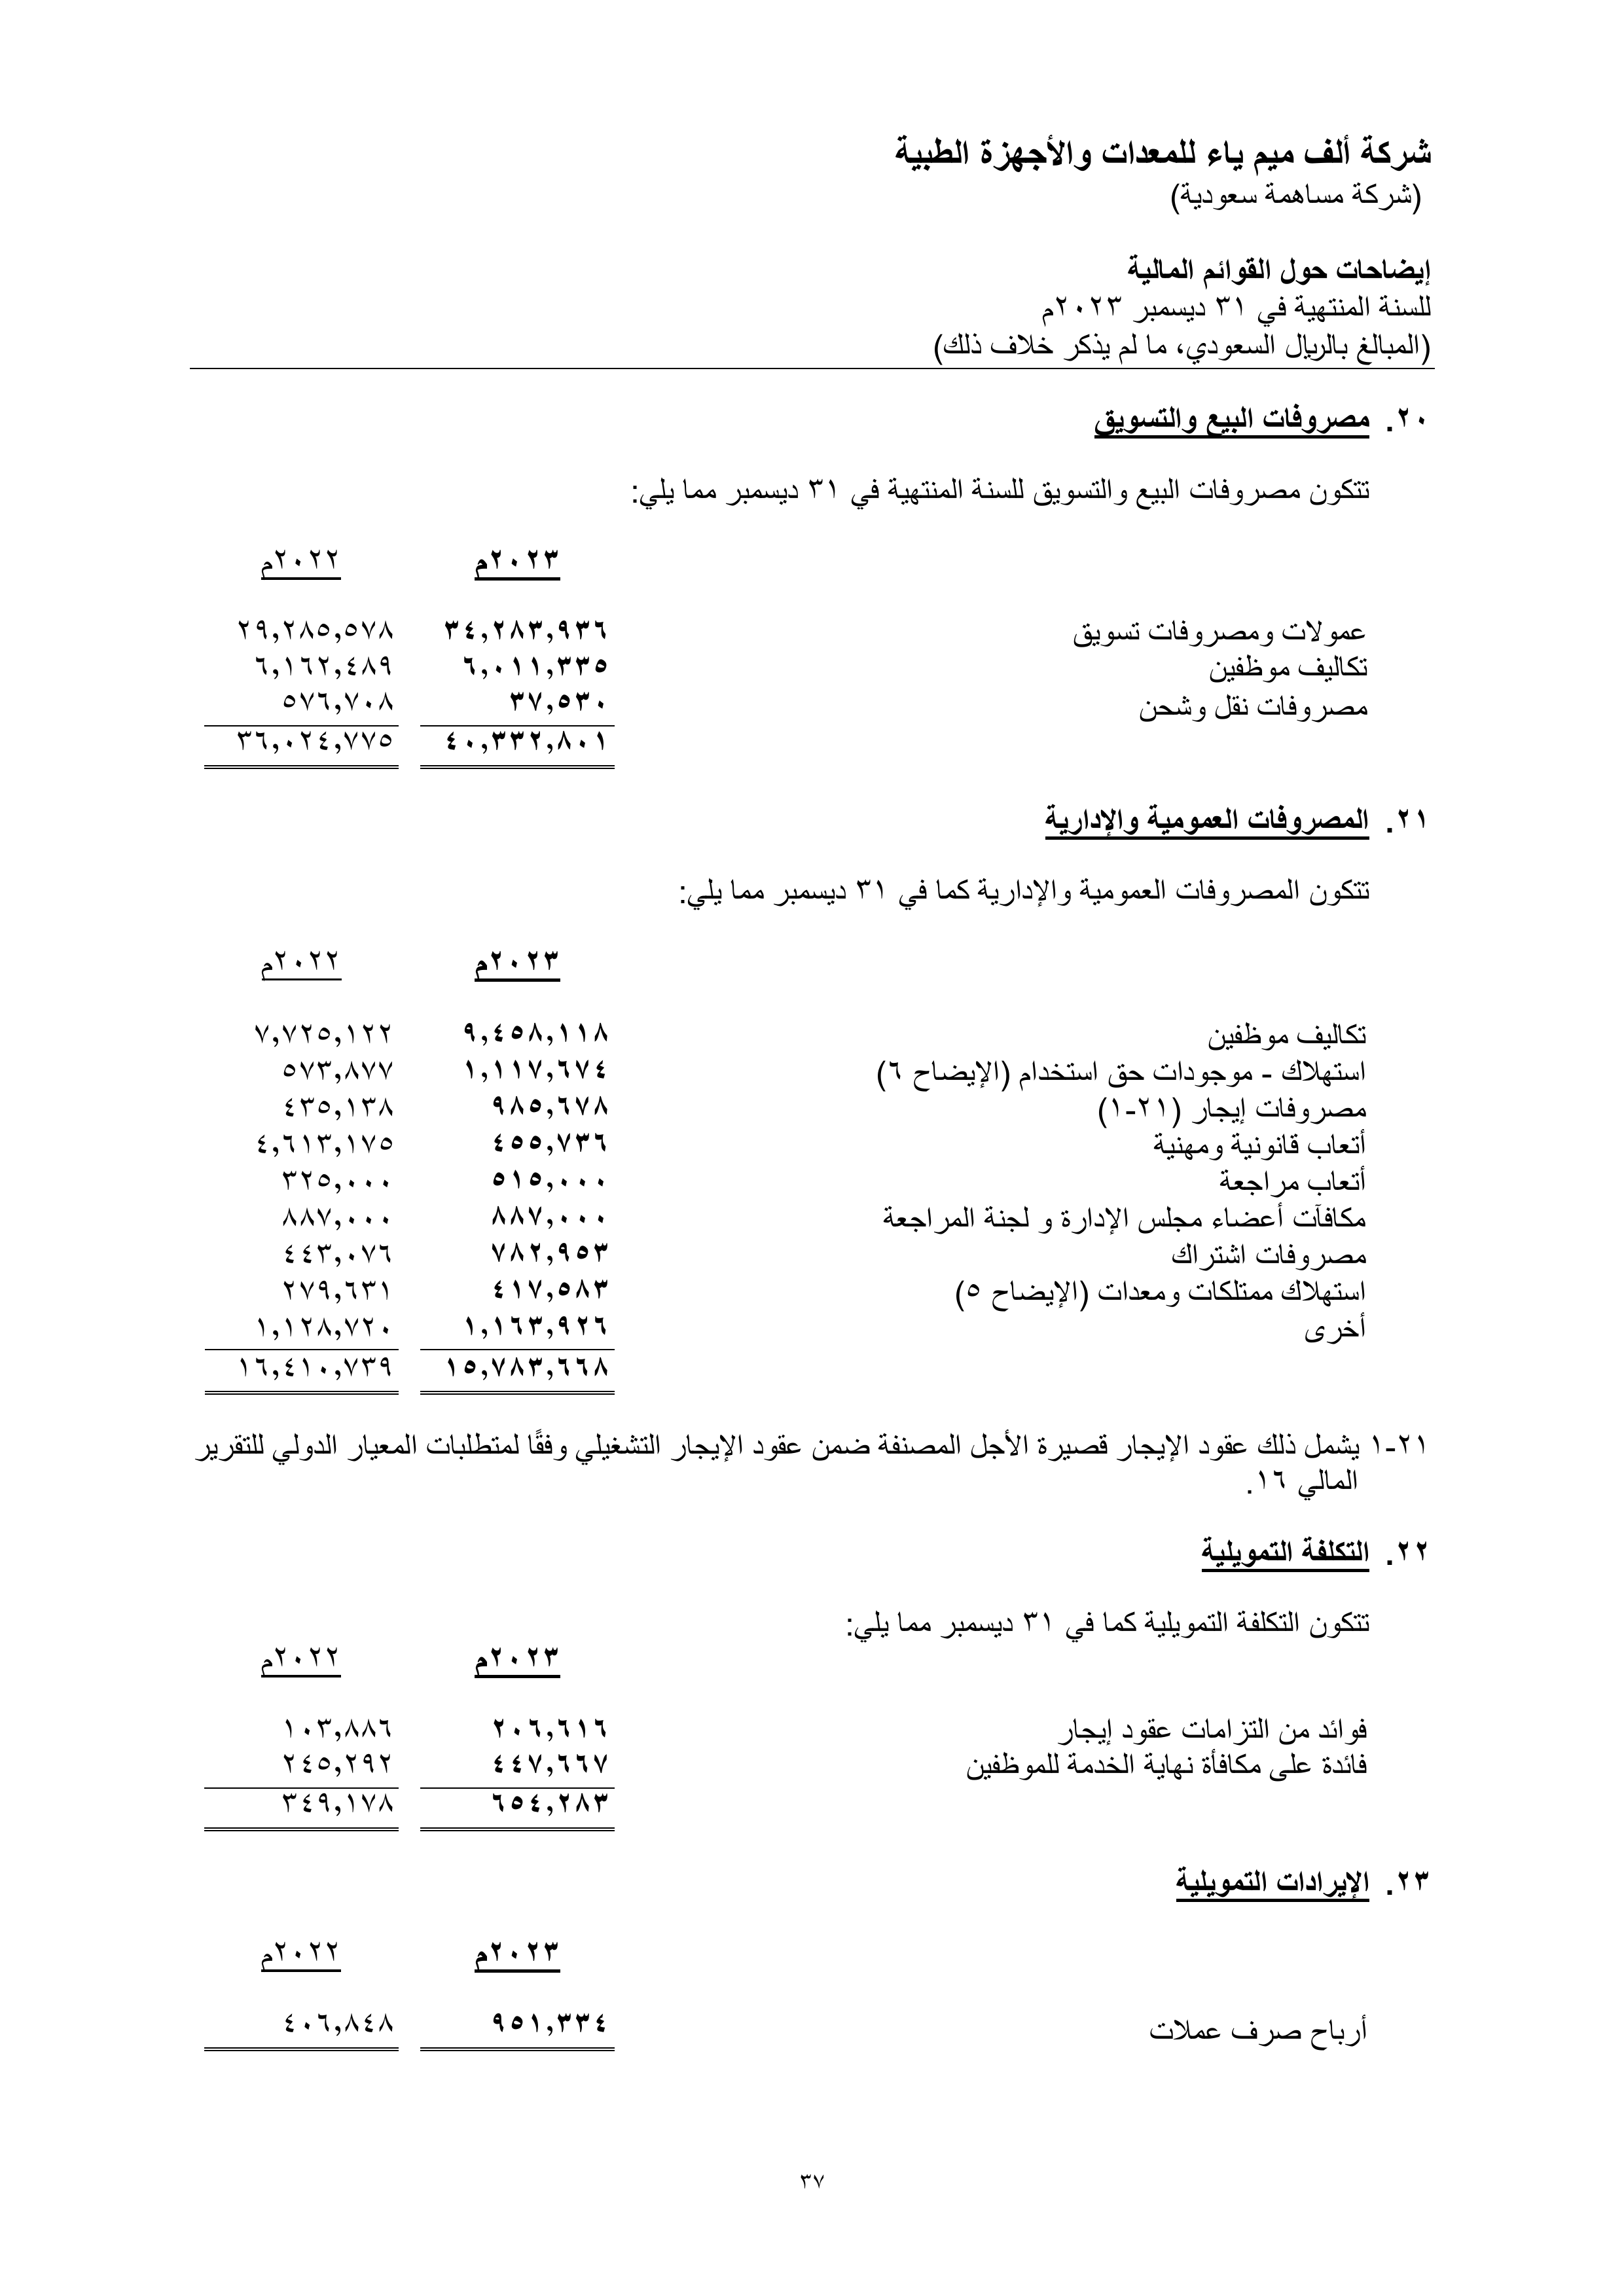 شركة ألف ميم ياء للمعدات والأجهزة الطبية
(شركة مساهمة سعودية)
إيضاحات حول القوائم المالية
للسنة المنتهية في ٣١ ديسمبر ٢٠٢٣م
(المبالغ بالريال السعودي، ما لم يذكر خلاف ذلك)
٢٠. مصروفات البيع والتسويق
تتكون مصروفات البيع والتسويق للسنة المنتهية في ٣١ ديسمبر مما يلي:
٢٠٢٣م ٢٠٢٢م
عمولات ومصروفات تسويق ٣٤,٢٨٣,٩٣٦ ٢٩,٢٨٥,٥٧٨
تكاليف موظفين ٦,٠١١,٣٣٥ ٦,١٦٢,٤٨٩
مصروفات نقل وشحن ٣٧,٥٣٠ ٥٧٦,٧٠٨
٤٠,٣٣٢,٨٠١ ٣٦,٠٢٤,٧٧٥
٢١. المصروفات العمومية والإدارية
تتكون المصروفات العمومية والإدارية كما في ٣١ ديسمبر مما يلي:
٢٠٢٣م ٢٠٢٢م
تكاليف موظفين ٩,٤٥٨,١١٨ ٧,٧٢٥,١٢٢
استهلاك - موجودات حق استخدام (الإيضاح ٦) ١,١١٧,٦٧٤ ٥٧٣,٨٧٧
مصروفات إيجار (٢١-١) ٩٨٥,٦٧٨ ٤٣٥,١٣٨
أتعاب قانونية ومهنية ٤٥٥,٧٣٦ ٤,٦١٣,١٧٥
أتعاب مراجعة ٥١٥,٠٠٠ ٣٢٥,٠٠٠
مكافآت أعضاء مجلس الإدارة و لجنة المراجعة ٨٨٧,٠٠٠ ٨٨٧,٠٠٠
مصروفات اشتراك ٧٨٢,٩٥٣ ٤٤٣,٠٧٦
استهلاك ممتلكات ومعدات (الإيضاح ٥) ٤١٧,٥٨٣ ٢٧٩,٦٣١
أخرى ١,١٦٣,٩٢٦ ١,١٢٨,٧٢٠
١٥,٧٨٣,٦٦٨ ١٦,٤١٠,٧٣٩
٢١-١ يشمل ذلك عقود الإيجار قصيرة الأجل المصنفة ضمن عقود الإيجار التشغيلي وفقًا لمتطلبات المعيار الدولي للتقرير
المالي ١٦.
٢٢. التكلفة التمويلية
تتكون التكلفة التمويلية كما في ٣١ ديسمبر مما يلي:
٢٠٢٣م ٢٠٢٢م
فوائد من التزامات عقود إيجار ٢٠٦,٦١٦ ١٠٣,٨٨٦
فائدة على مكافأة نهاية الخدمة للموظفين ٤٤٧,٦٦٧ ٢٤٥,٢٩٢
٦٥٤,٢٨٣ ٣٤٩,١٧٨
٢٣. الإيرادات التمويلية
٢٠٢٣م ٢٠٢٢م
أرباح صرف عملات ٩٥١,٣٣٤ ٤٠٦,٨٤٨
٣٧